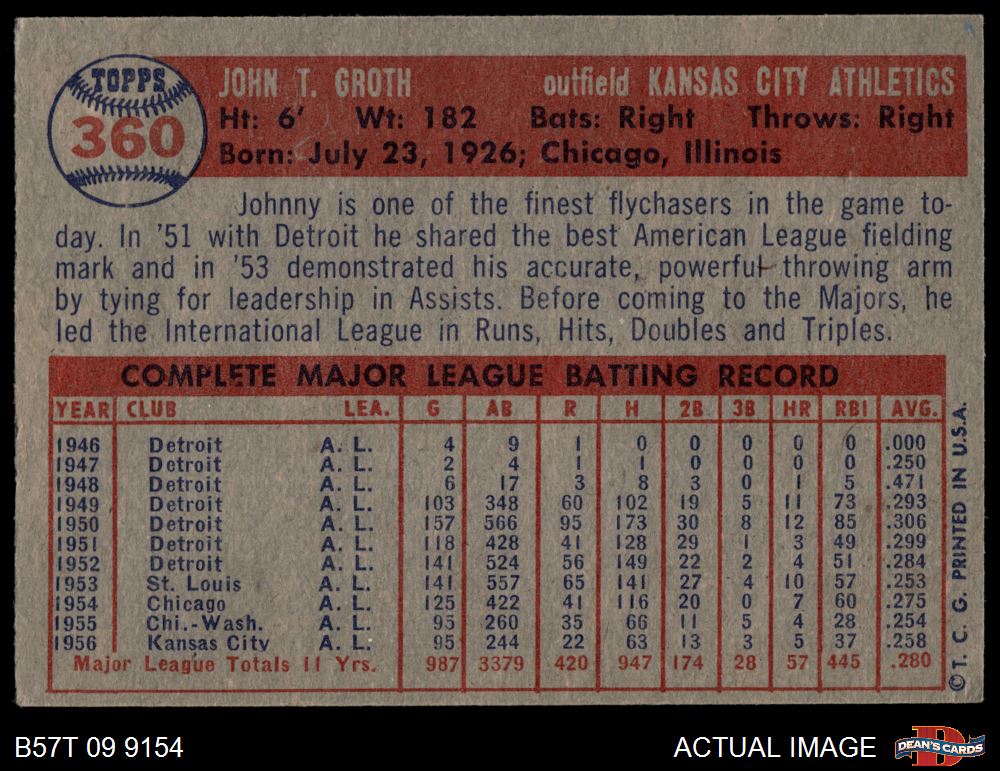 TOPPS
360
JOHN T. GROTH outfield KANSAS CITY ATHLETICS
Ht: 6' Wt: 182 Bats: Right Throws: Right
Born: July 23, 1926; Chicago, Illinois
Johnny is one of the finest flychasers in the game to-
day. In '51 with Detroit he shared the best American League fielding
mark and in '53 demonstrated his accurate, powerful throwing arm
by tying for leadership in Assists. Before coming to the Majors, he
led the International League in Runs, Hits, Doubles and Triples.
COMPLETE MAJOR LEAGUE BATTING RECORD
YEAR CLUB LEA. G AB R H 2B 3B HR RBI AVG.
1946 Detroit A. L. 4 9 1 0 0 0 0 0 .000
1947 Detroit A. L. 2 4 1 1 0 0 0 0 .250
1948 Detroit A. L. 6 17 3 8 3 0 1 5 .471
1949 Detroit A. L. 103 348 60 102 19 5 11 73 .293
1950 Detroit A. L. 157 566 95 173 30 8 12 85 .306
1951 Detroit A. L. 118 428 41 128 29 1 3 49 .299
1952 Detroit A. L. 141 524 56 149 22 2 4 51 .284
1953 St. Louis A. L. 141 557 65 141 27 4 10 57 .253
1954 Chicago A. L. 125 422 41 116 20 0 7 60 .275
1955 Chi.-Wash. A. L. 95 260 35 66 11 5 4 28 .254
1956 Kansas City A. L. 95 244 22 63 13 3 5 37 .258
Major League Totals 11 Yrs. 987 3379 420 947 174 28 57 445 .280
©T. C. G. PRINTED IN U.S.A.
B57T 09 9154 ACTUAL IMAGE DEAN'S CARDS